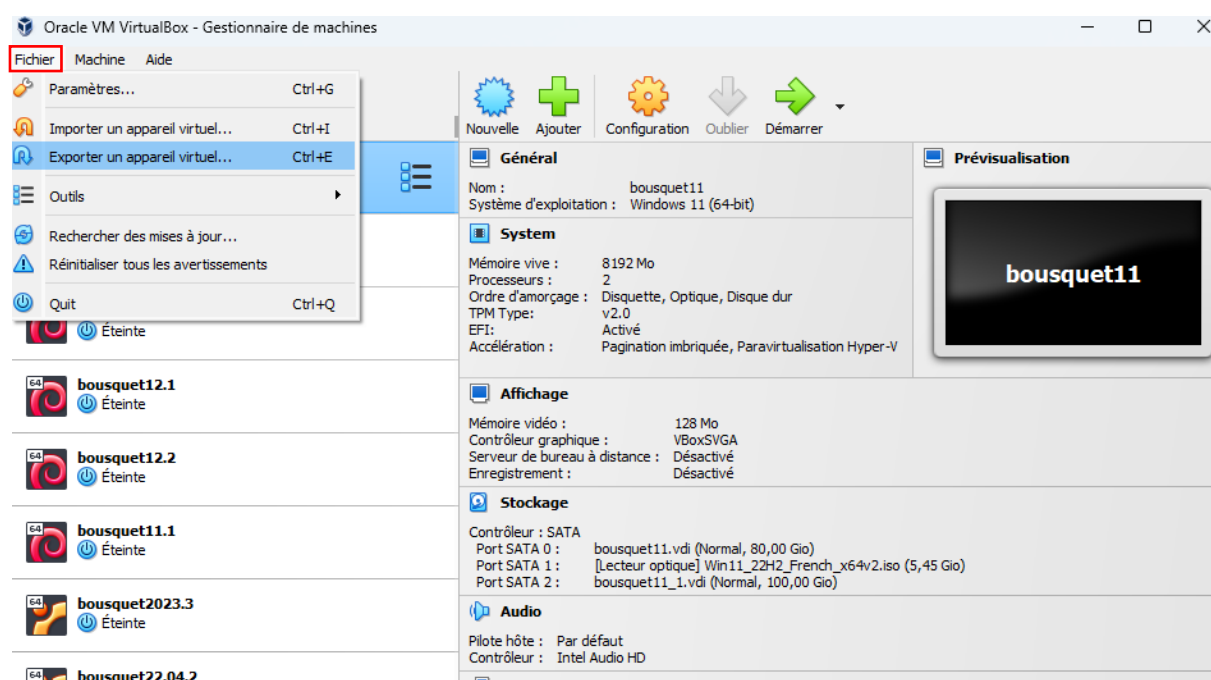 Oracle VM VirtualBox - Gestionnaire de machines
Fichier Machine Aide
Paramètres... Ctrl+G
Importer un appareil virtuel... Ctrl+I
Exporter un appareil virtuel... Ctrl+E
Outils
Rechercher des mises à jour...
Réinitialiser tous les avertissements
Quit Ctrl+Q
Éteinte
64 bousquet12.1
Éteinte
64 bousquet12.2
Éteinte
64 bousquet11.1
Éteinte
64 bousquet2023.3
Éteinte
64 bousquet22.04.2
Nouvelle Ajouter Configuration Oublier Démarrer
Général
Nom : bousquet11
Système d'exploitation : Windows 11 (64-bit)
System
Mémoire vive : 8192 Mo
Processeurs : 2
Ordre d'amorçage : Disquette, Optique, Disque dur
TPM Type: v2.0
EFI: Activé
Accélération : Pagination imbriquée, Paravirtualisation Hyper-V
Prévisualisation
bousquet11
Affichage
Mémoire vidéo : 128 Mo
Contrôleur graphique : VBoxSVGA
Serveur de bureau à distance : Désactivé
Enregistrement : Désactivé
Stockage
Contrôleur : SATA
Port SATA 0 : bousquet11.vdi (Normal, 80,00 Gio)
Port SATA 1 : [Lecteur optique] Win11_22H2_French_x64v2.iso (5,45 Gio)
Port SATA 2 : bousquet11_1.vdi (Normal, 100,00 Gio)
Audio
Pilote hôte : Par défaut
Contrôleur : Intel Audio HD